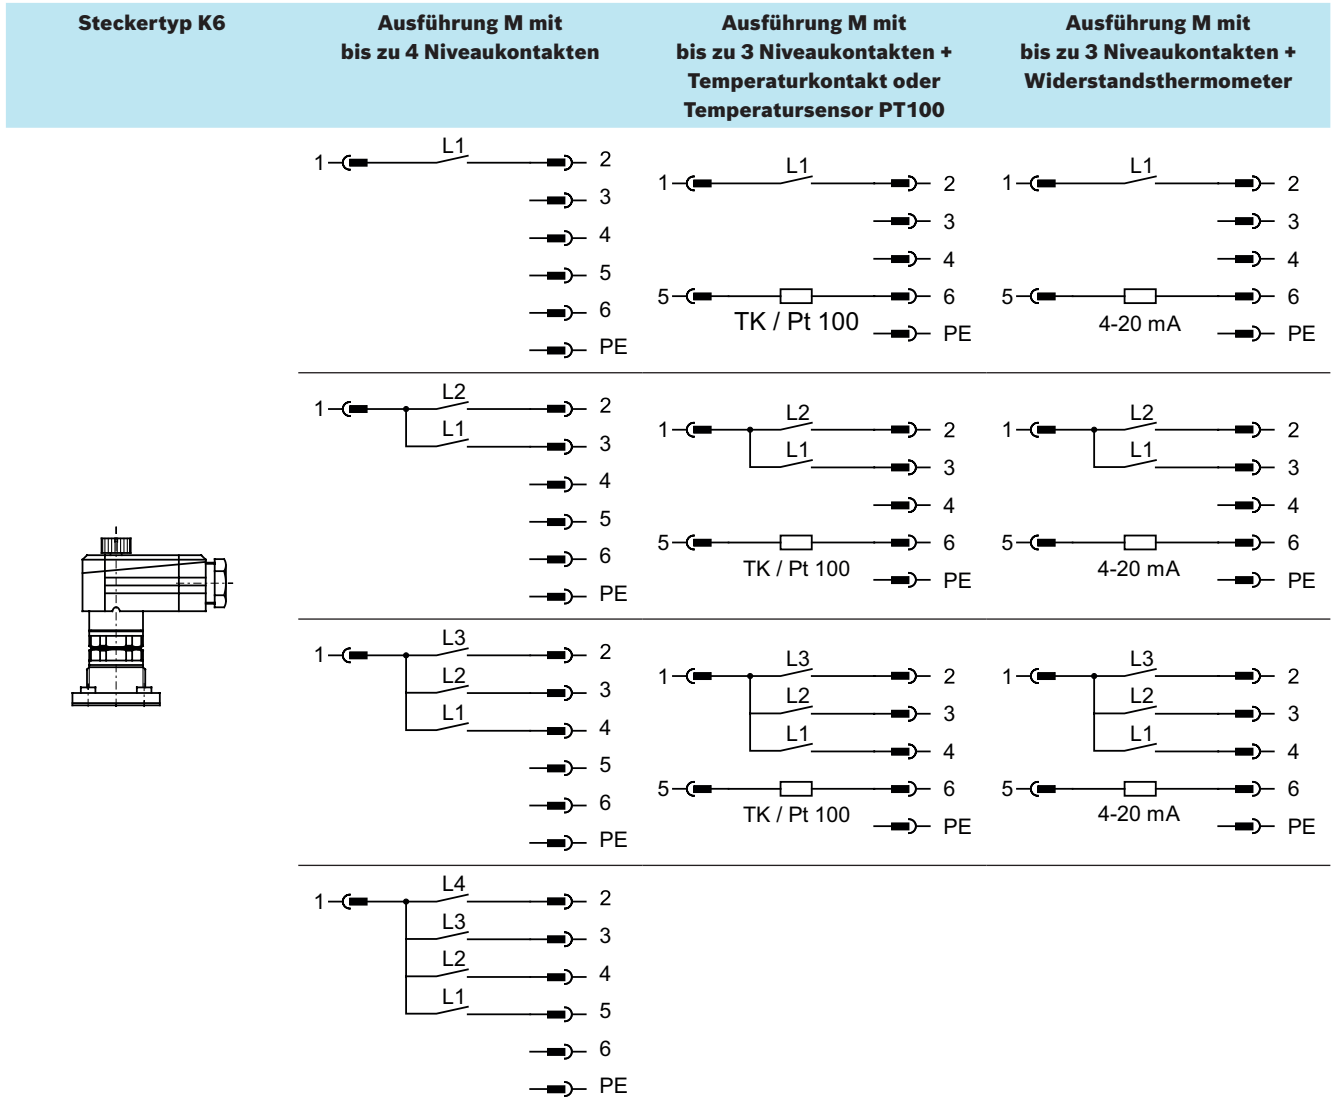 Steckertyp K6
Ausführung M mit
bis zu 4 Niveaukontakten
Ausführung M mit
bis zu 3 Niveaukontakten +
Temperaturkontakt oder
Temperatursensor PT100
Ausführung M mit
bis zu 3 Niveaukontakten +
Widerstandsthermometer
1 L1 2
3
4
5
6
PE
1 L1 2
3
4
5 6
TK / Pt 100
PE
1 L1 2
3
4
5 6
4-20 mA
PE
1 L2 2
L1 3
4
5
6
PE
1 L2 2
L1 3
4
5 6
TK / Pt 100
PE
1 L2 2
L1 3
4
5 6
4-20 mA
PE
1 L3 2
L2 3
L1 4
5
6
PE
1 L3 2
L2 3
L1 4
5 6
TK / Pt 100
PE
1 L3 2
L2 3
L1 4
5 6
4-20 mA
PE
1 L4 2
L3 3
L2 4
L1 5
6
PE